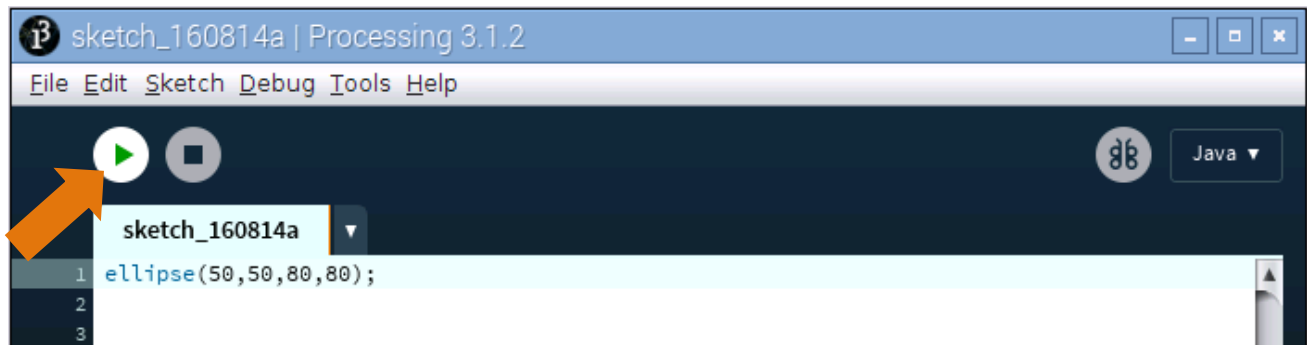 sketch_160814a | Processing 3.1.2
File Edit Sketch Debug Tools Help
Java ▼
sketch_160814a ▼
1 ellipse(50,50,80,80);
2
3